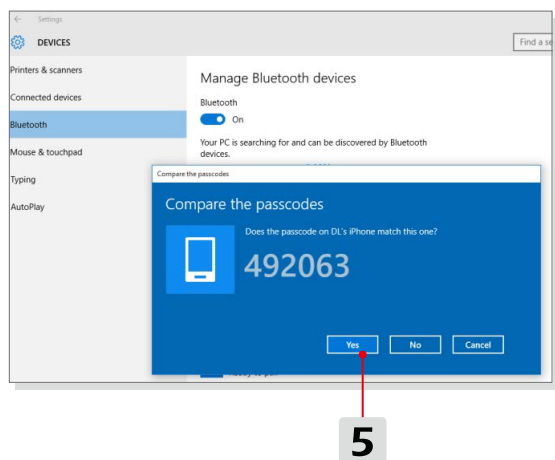 Settings
DEVICES
Find a se
Printers & scanners
Connected devices
Bluetooth
Mouse & touchpad
Typing
AutoPlay
Manage Bluetooth devices
Bluetooth
On
Your PC is searching for and can be discovered by Bluetooth
devices.
Compare the passcodes
Compare the passcodes
Does the passcode on DL's iPhone match this one?
492063
Yes No Cancel
5